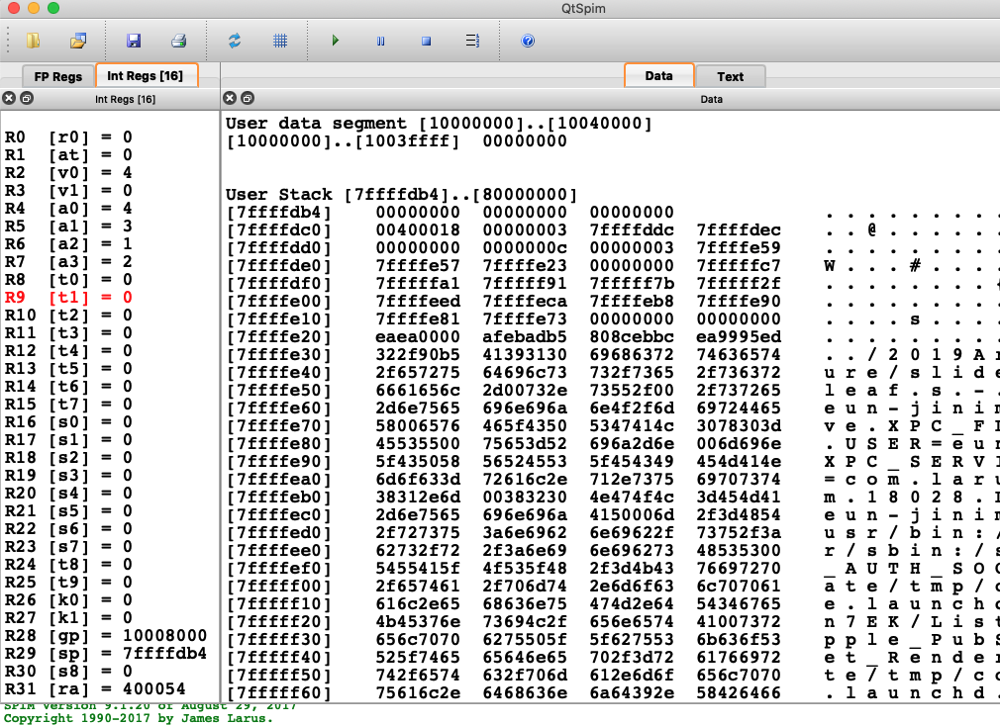 QtSpim
FP Regs
Int Regs [16]
Data
Text
Int Regs [16]
Data
R0 [r0] = 0
R1 [at] = 0
R2 [v0] = 4
R3 [v1] = 0
R4 [a0] = 4
R5 [a1] = 3
R6 [a2] = 1
R7 [a3] = 2
R8 [t0] = 0
R9 [t1] = 0
R10 [t2] = 0
R11 [t3] = 0
R12 [t4] = 0
R13 [t5] = 0
R14 [t6] = 0
R15 [t7] = 0
R16 [s0] = 0
R17 [s1] = 0
R18 [s2] = 0
R19 [s3] = 0
R20 [s4] = 0
R21 [s5] = 0
R22 [s6] = 0
R23 [s7] = 0
R24 [t8] = 0
R25 [t9] = 0
R26 [k0] = 0
R27 [k1] = 0
R28 [gp] = 10008000
R29 [sp] = 7ffffdb4
R30 [s8] = 0
R31 [ra] = 400054
User data segment [10000000]..[10040000]
[10000000]..[1003ffff] 00000000
User Stack [7ffffdb4]..[80000000]
[7ffffdb4] 00000000 00000000 00000000 . . . . . . . . .
[7ffffdc0] 00400018 00000003 7ffffddc 7ffffdec . . @ . . . . . .
[7ffffdd0] 00000000 0000000c 00000003 7ffffe59 . . . . . . . . .
[7ffffde0] 7ffffe57 7ffffe23 00000000 7fffffc7 W . . . # . . . .
[7ffffdf0] 7fffffa1 7fffff91 7fffff7b 7fffff2f . . . . . . . . {
[7ffffe00] 7ffffeed 7ffffeca 7ffffeb8 7ffffe90 . . . . . . . . .
[7ffffe10] 7ffffe81 7ffffe73 00000000 00000000 . . . . s . . . .
[7ffffe20] eaea0000 afebadb5 808cebbc ea9995ed . . . . . . . . .
[7ffffe30] 322f90b5 41393130 69686372 74636574 . . / 2 0 1 9 A r
[7ffffe40] 2f657275 64696c73 732f7365 2f736372 u r e / s l i d e
[7ffffe50] 6661656c 2d00732e 73552f00 2f737265 l e a f . s . - .
[7ffffe60] 2d6e7565 696e696a 6e4f2f6d 69724465 e u n - j i n i m
[7ffffe70] 58006576 465f4350 5347414c 3078303d v e . X P C _ F L
[7ffffe80] 45535500 75653d52 696a2d6e 006d696e . U S E R = e u n
[7ffffe90] 5f435058 56524553 5f454349 454d414e X P C _ S E R V I
[7ffffea0] 6d6f633d 72616c2e 712e7375 69707374 = c o m . l a r u
[7ffffeb0] 38312e6d 00383230 4e474f4c 3d454d41 m . 1 8 0 2 8 . L
[7ffffec0] 2d6e7565 696e696a 4150006d 2f3d4854 e u n - j i n i m
[7ffffed0] 2f727375 3a6e6962 6e69622f 73752f3a u s r / b i n : /
[7ffffee0] 62732f72 2f3a6e69 6e696273 48535300 r / s b i n : / s
[7ffffef0] 5455415f 4f535f48 2f3d4b43 76697270 _ A U T H _ S O C
[7fffff00] 2f657461 2f706d74 2e6d6f63 6c707061 a t e / t m p / c
[7fffff10] 616c2e65 68636e75 474d2e64 54346765 e . l a u n c h d
[7fffff20] 4b45376e 73694c2f 656e6574 41007372 n 7 E K / L i s t
[7fffff30] 656c7070 6275505f 5f627553 6b636f53 p p l e _ P u b S
[7fffff40] 525f7465 65646e65 702f3d72 61766972 e t _ R e n d e r
[7fffff50] 742f6574 632f706d 612e6d6f 656c7070 t e / t m p / c o
[7fffff60] 75616c2e 6468636e 6a64392e 58426466 . l a u n c h d .
SPIM Version 9.1.20 of August 29, 2017
Copyright 1990-2017 by James Larus.